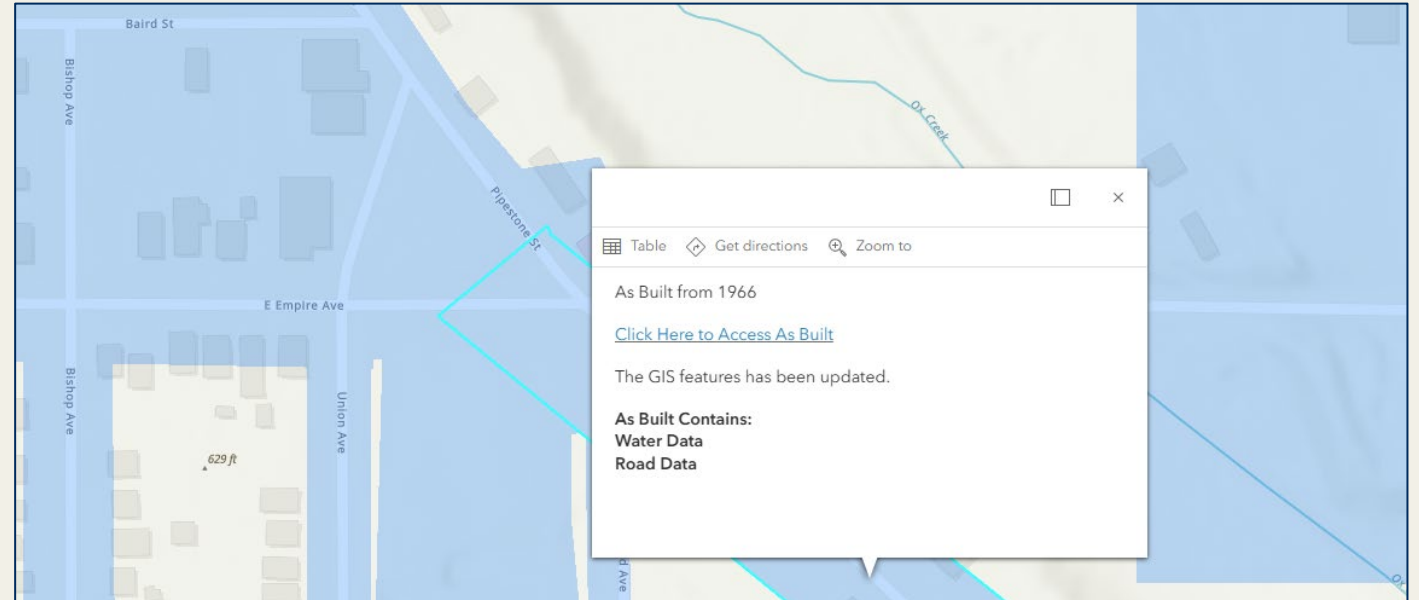 Baird St
Bishop Ave
Ox Creek
Pipestone St
Table Get directions Zoom to
As Built from 1966
E Empire Ave
Click Here to Access As Built
The GIS features has been updated.
Bishop Ave
Union Ave
As Built Contains:
Water Data
Road Data
629 ft
d Ave
Ox